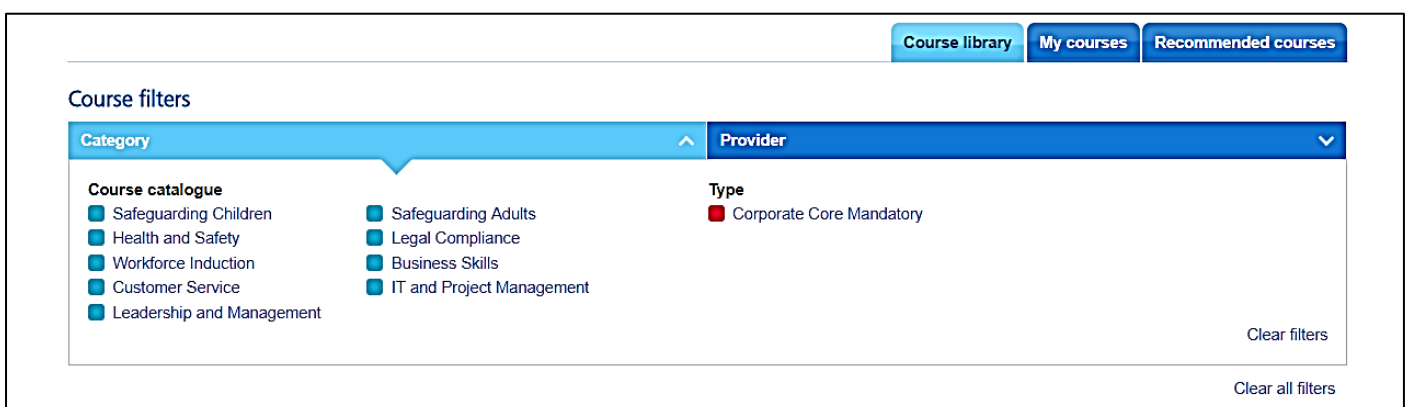 Course library My courses Recommended courses
Course filters
Category Provider
Course catalogue Type
Safeguarding Children Safeguarding Adults Corporate Core Mandatory
Health and Safety Legal Compliance
Workforce Induction Business Skills
Customer Service IT and Project Management
Leadership and Management
Clear filters
Clear all filters